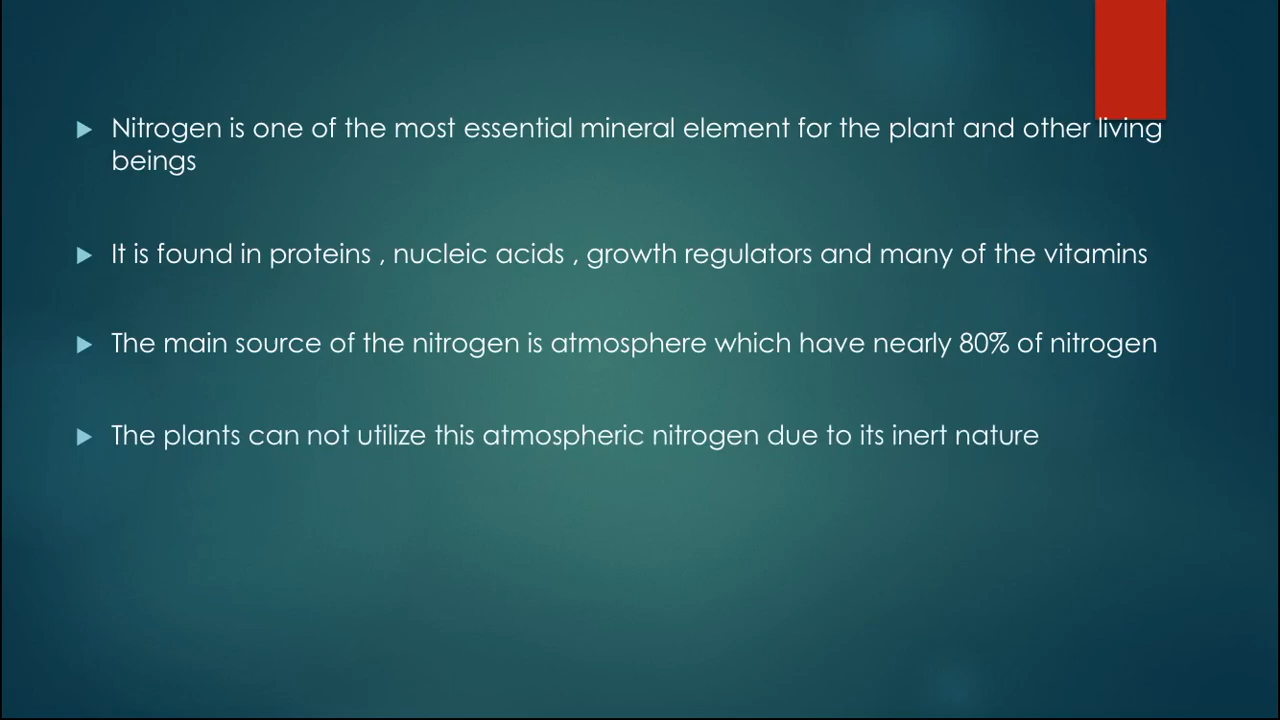 Nitrogen is one of the most essential mineral element for the plant and other living
beings
It is found in proteins , nucleic acids , growth regulators and many of the vitamins
The main source of the nitrogen is atmosphere which have nearly 80% of nitrogen
The plants can not utilize this atmospheric nitrogen due to its inert nature